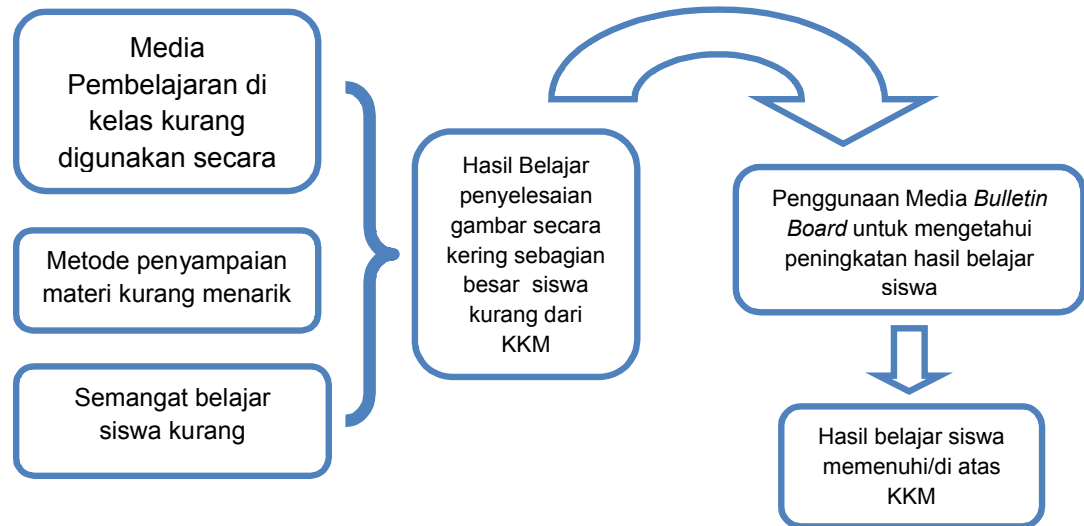 Media
Pembelajaran di
kelas kurang
digunakan secara
Metode penyampaian
materi kurang menarik
Semangat belajar
siswa kurang
Hasil Belajar
penyelesaian
gambar secara
kering sebagian
besar siswa
kurang dari
KKM
Penggunaan Media Bulletin
Board untuk mengetahui
peningkatan hasil belajar
siswa
Hasil belajar siswa
memenuhi/di atas
KKM